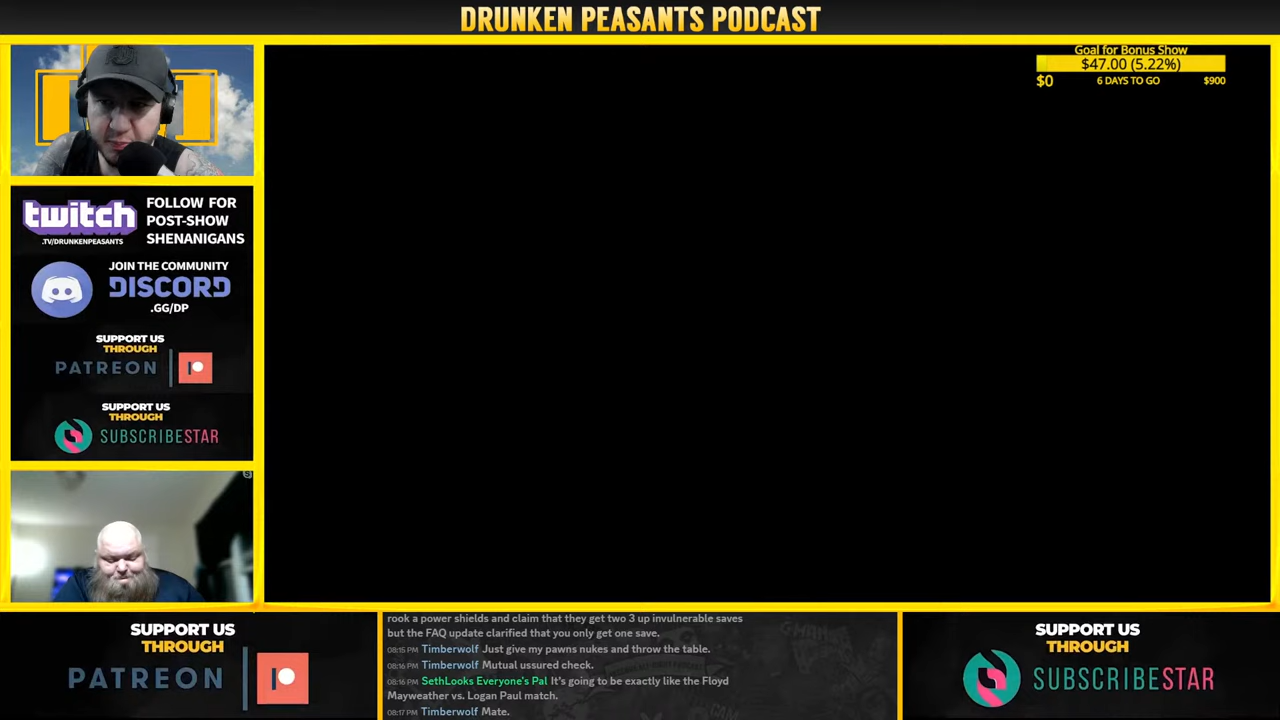 DRUNKEN PEASANTS PODCAST
Goal for Bonus Show
$47.00 (5.22%)
$0 6 DAYS TO GO $900
twitch
.TV/DRUNKENPEASANTS
FOLLOW FOR
POST-SHOW
SHENANIGANS
JOIN THE COMMUNITY
DISCORD
.GG/DP
SUPPORT US
THROUGH
PATREON
SUPPORT US
THROUGH
SUBSCRIBESTAR
SUPPORT US
THROUGH
PATREON
rook a power shields and claim that they get two 3 up invulnerable saves
but the FAQ update clarified that you only get one save.
08:15 PM Timberwolf Just give my pawns nukes and throw the table.
08:16 PM Timberwolf Mutual ussured check.
08:16 PM SethLooks Everyone's Pal It's going to be exactly like the Floyd
Mayweather vs. Logan Paul match.
08:17 PM Timberwolf Mate.
SUPPORT US
THROUGH
SUBSCRIBESTAR